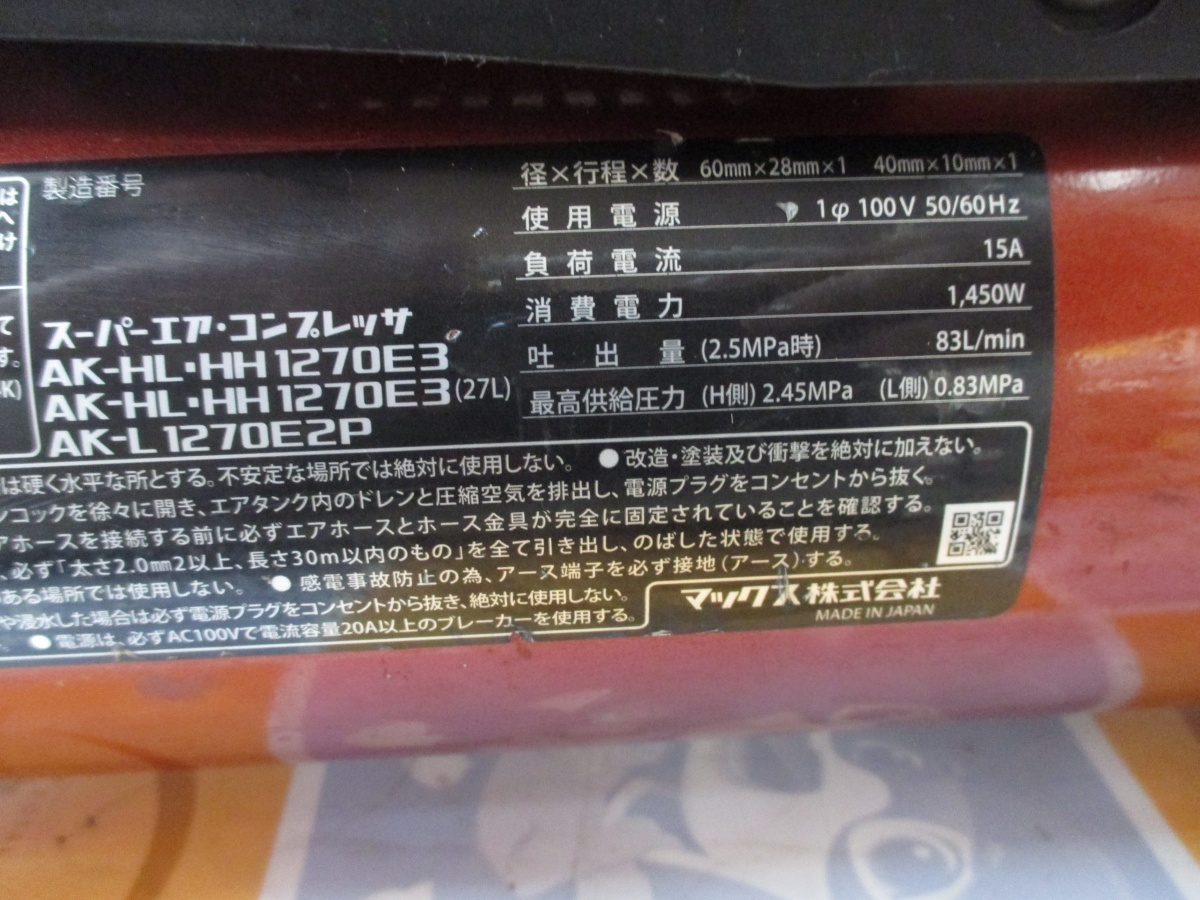 は
へ
け
て
す。
K)
製造番号
スーパーエア・コンプレッサ
AK-HL・HH1270E3
AK-HL・HH1270E3(27L)
AK-L1270E2P
径×行程×数 60mm×28mm×1 40mm×10mm×1
使用電源 1φ 100V 50/60Hz
負荷電流 15A
消費電力 1,450W
吐出量 (2.5MPa時) 83L/min
最高供給圧力 (H側) 2.45MPa (L側) 0.83MPa
は硬く水平な所とする。不安定な場所では絶対に使用しない。 ●改造・塗装及び衝撃を絶対に加えない。
ンコックを徐々に開き、エアタンク内のドレンと圧縮空気を排出し、電源プラグをコンセントから抜く。
アホースを接続する前に必ずエアホースとホース金具が完全に固定されていることを確認する。
、必ず「太さ2.0mm2以上、長さ30m以内のもの」を全て引き出し、のばした状態で使用する。
ある場所では使用しない。 ●感電事故防止の為、アース端子を必ず接地(アース)する。
や浸水した場合は必ず電源プラグをコンセントから抜き、絶対に使用しない。
●電源は、必ずAC100Vで電流容量20A以上のブレーカーを使用する。
マックス株式会社
MADE IN JAPAN